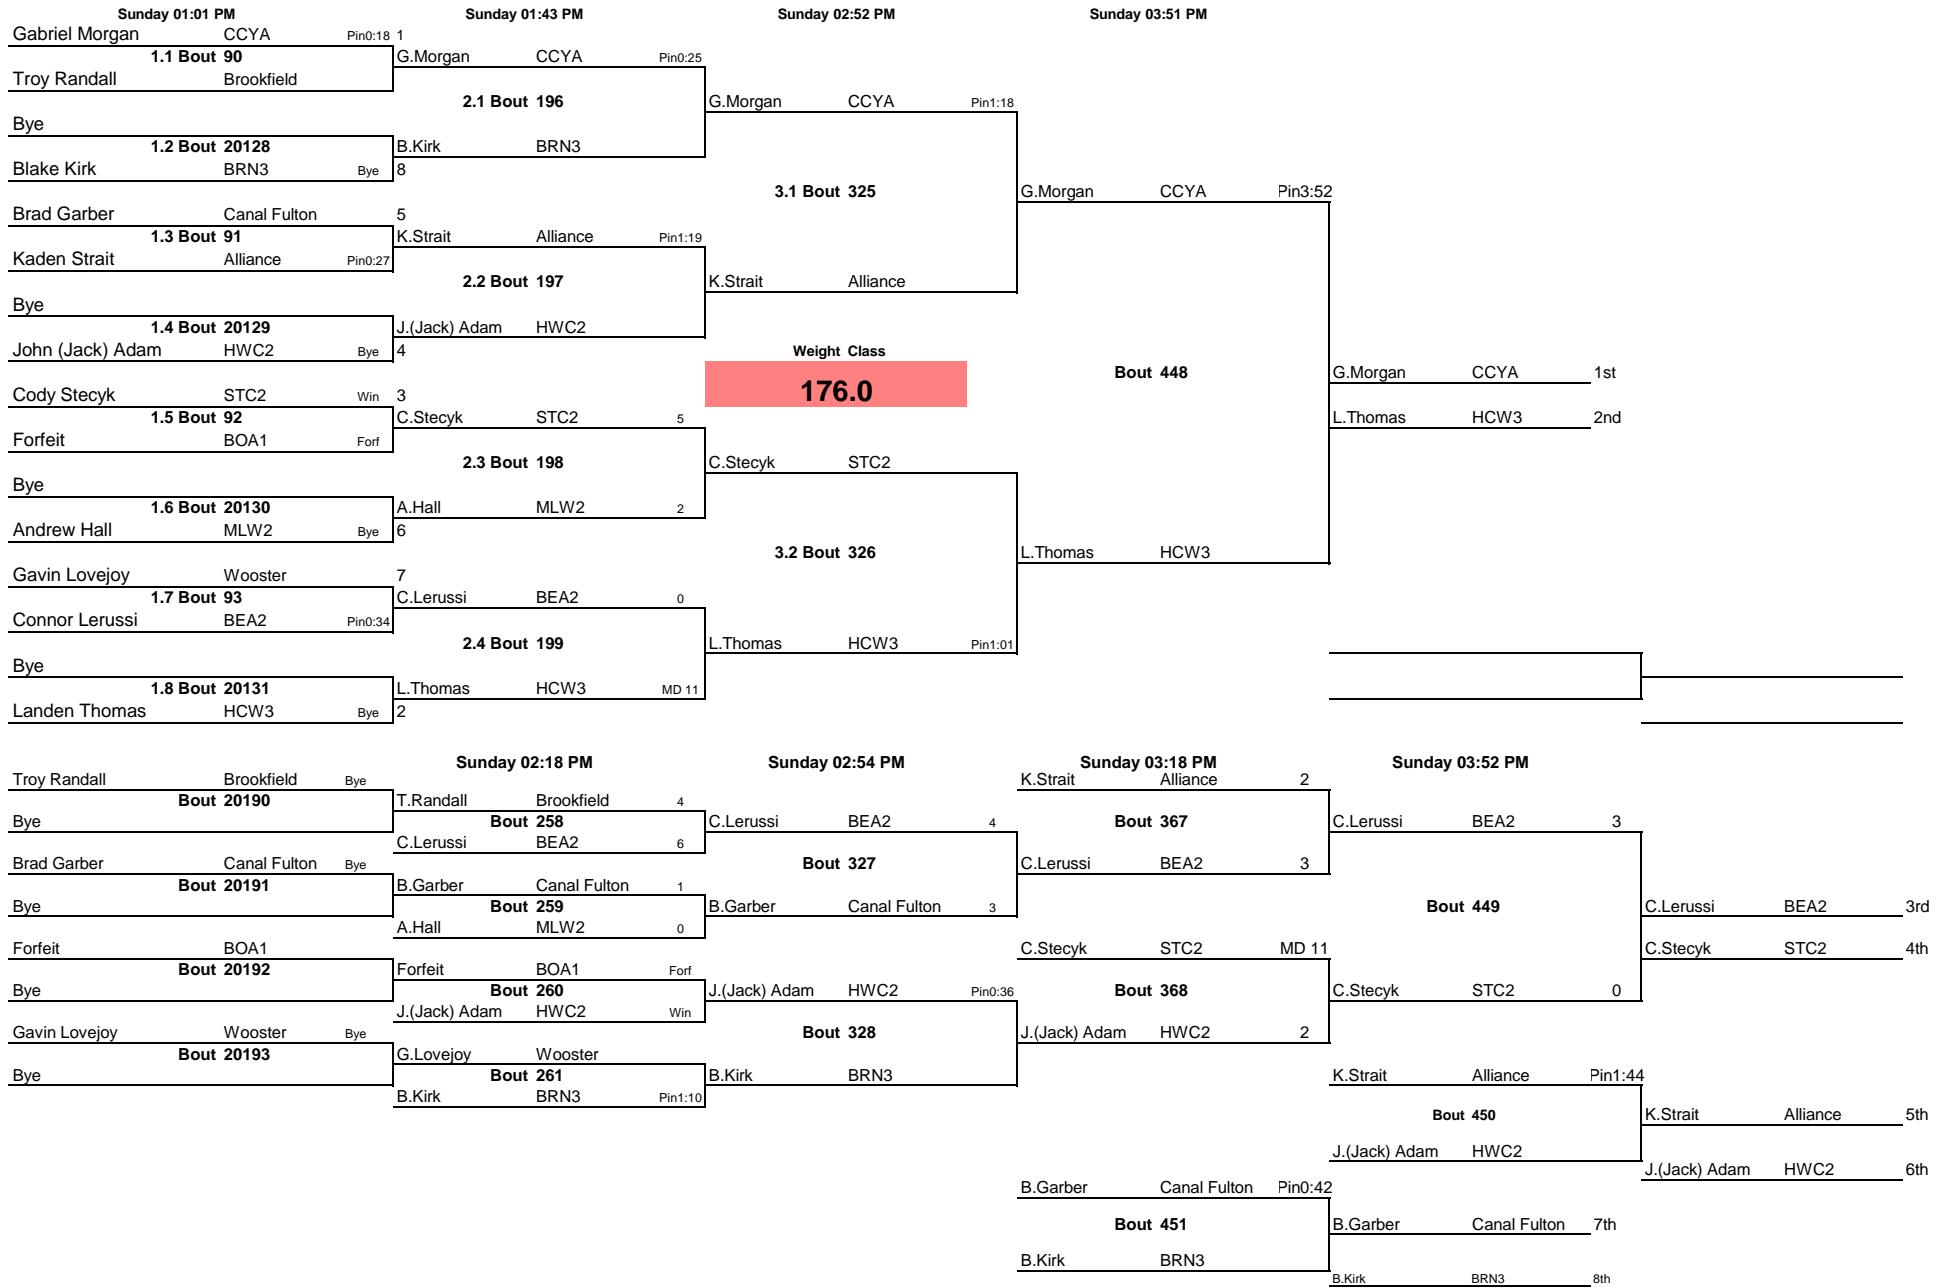 Sunday 01:01 PM Sunday 01:43 PM Sunday 02:52 PM Sunday 03:51 PM
Gabriel Morgan CCYA Pin0:18 1
1.1 Bout 90 G.Morgan CCYA Pin0:25
Troy Randall Brookfield
2.1 Bout 196 G.Morgan CCYA Pin1:18
Bye
1.2 Bout 20128 B.Kirk BRN3
Blake Kirk BRN3 Bye 8
3.1 Bout 325 G.Morgan CCYA Pin3:52
Brad Garber Canal Fulton 5
1.3 Bout 91 K.Strait Alliance Pin1:19
Kaden Strait Alliance Pin0:27
2.2 Bout 197 K.Strait Alliance
Bye
1.4 Bout 20129 J.(Jack) Adam HWC2
John (Jack) Adam HWC2 Bye 4 Weight Class
Bout 448 G.Morgan CCYA 1st
Cody Stecyk STC2 Win 3 176.0
1.5 Bout 92 C.Stecyk STC2 5 L.Thomas HCW3 2nd
Forfeit BOA1 Forf
2.3 Bout 198 C.Stecyk STC2
Bye
1.6 Bout 20130 A.Hall MLW2 2
Andrew Hall MLW2 Bye 6
3.2 Bout 326 L.Thomas HCW3
Gavin Lovejoy Wooster 7
1.7 Bout 93 C.Lerussi BEA2 0
Connor Lerussi BEA2 Pin0:34
2.4 Bout 199 L.Thomas HCW3 Pin1:01
Bye
1.8 Bout 20131 L.Thomas HCW3 MD 11
Landen Thomas HCW3 Bye 2
Sunday 02:18 PM Sunday 02:54 PM Sunday 03:18 PM Sunday 03:52 PM
Troy Randall Brookfield Bye K.Strait Alliance 2
Bout 20190 T.Randall Brookfield 4
Bye Bout 258 C.Lerussi BEA2 4 Bout 367 C.Lerussi BEA2 3
C.Lerussi BEA2 6
Brad Garber Canal Fulton Bye Bout 327 C.Lerussi BEA2 3
Bout 20191 B.Garber Canal Fulton 1
Bye Bout 259 B.Garber Canal Fulton 3 Bout 449 C.Lerussi BEA2 3rd
A.Hall MLW2 0
Forfeit BOA1 C.Stecyk STC2 MD 11 C.Stecyk STC2 4th
Bout 20192 Forfeit BOA1 Forf
Bye Bout 260 J.(Jack) Adam HWC2 Pin0:36 Bout 368 C.Stecyk STC2 0
J.(Jack) Adam HWC2 Win
Gavin Lovejoy Wooster Bye Bout 328 J.(Jack) Adam HWC2 2
Bout 20193 G.Lovejoy Wooster
Bye Bout 261 B.Kirk BRN3 K.Strait Alliance Pin1:44
B.Kirk BRN3 Pin1:10
Bout 450 K.Strait Alliance 5th
J.(Jack) Adam HWC2
J.(Jack) Adam HWC2 6th
B.Garber Canal Fulton Pin0:42
Bout 451 B.Garber Canal Fulton 7th
B.Kirk BRN3
B.Kirk BRN3 8th